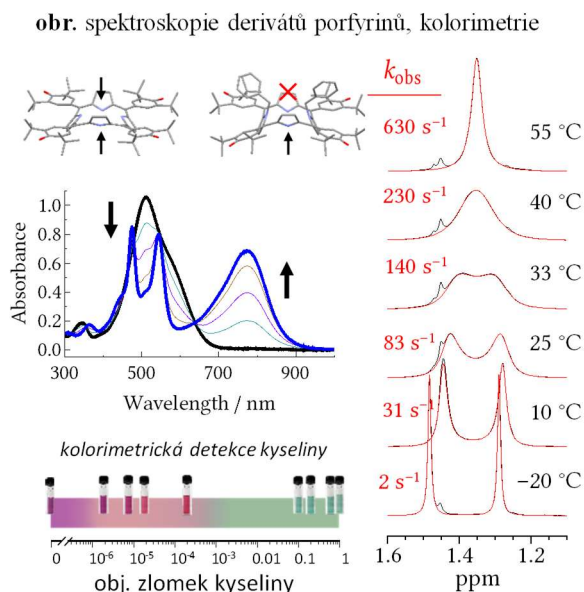 obr. spektroskopie derivátů porfyrinů, kolorimetrie
k_obs
630 s⁻¹ 55 °C
230 s⁻¹ 40 °C
140 s⁻¹ 33 °C
83 s⁻¹ 25 °C
31 s⁻¹ 10 °C
2 s⁻¹ −20 °C
1.6 1.4 1.2
ppm
Absorbance
1.0
0.8
0.6
0.4
0.2
0.0
300 500 700 900
Wavelength / nm
kolorimetrická detekce kyseliny
0 10⁻⁶ 10⁻⁵ 10⁻⁴ 10⁻³ 10⁻² 0.1 1
obj. zlomek kyseliny